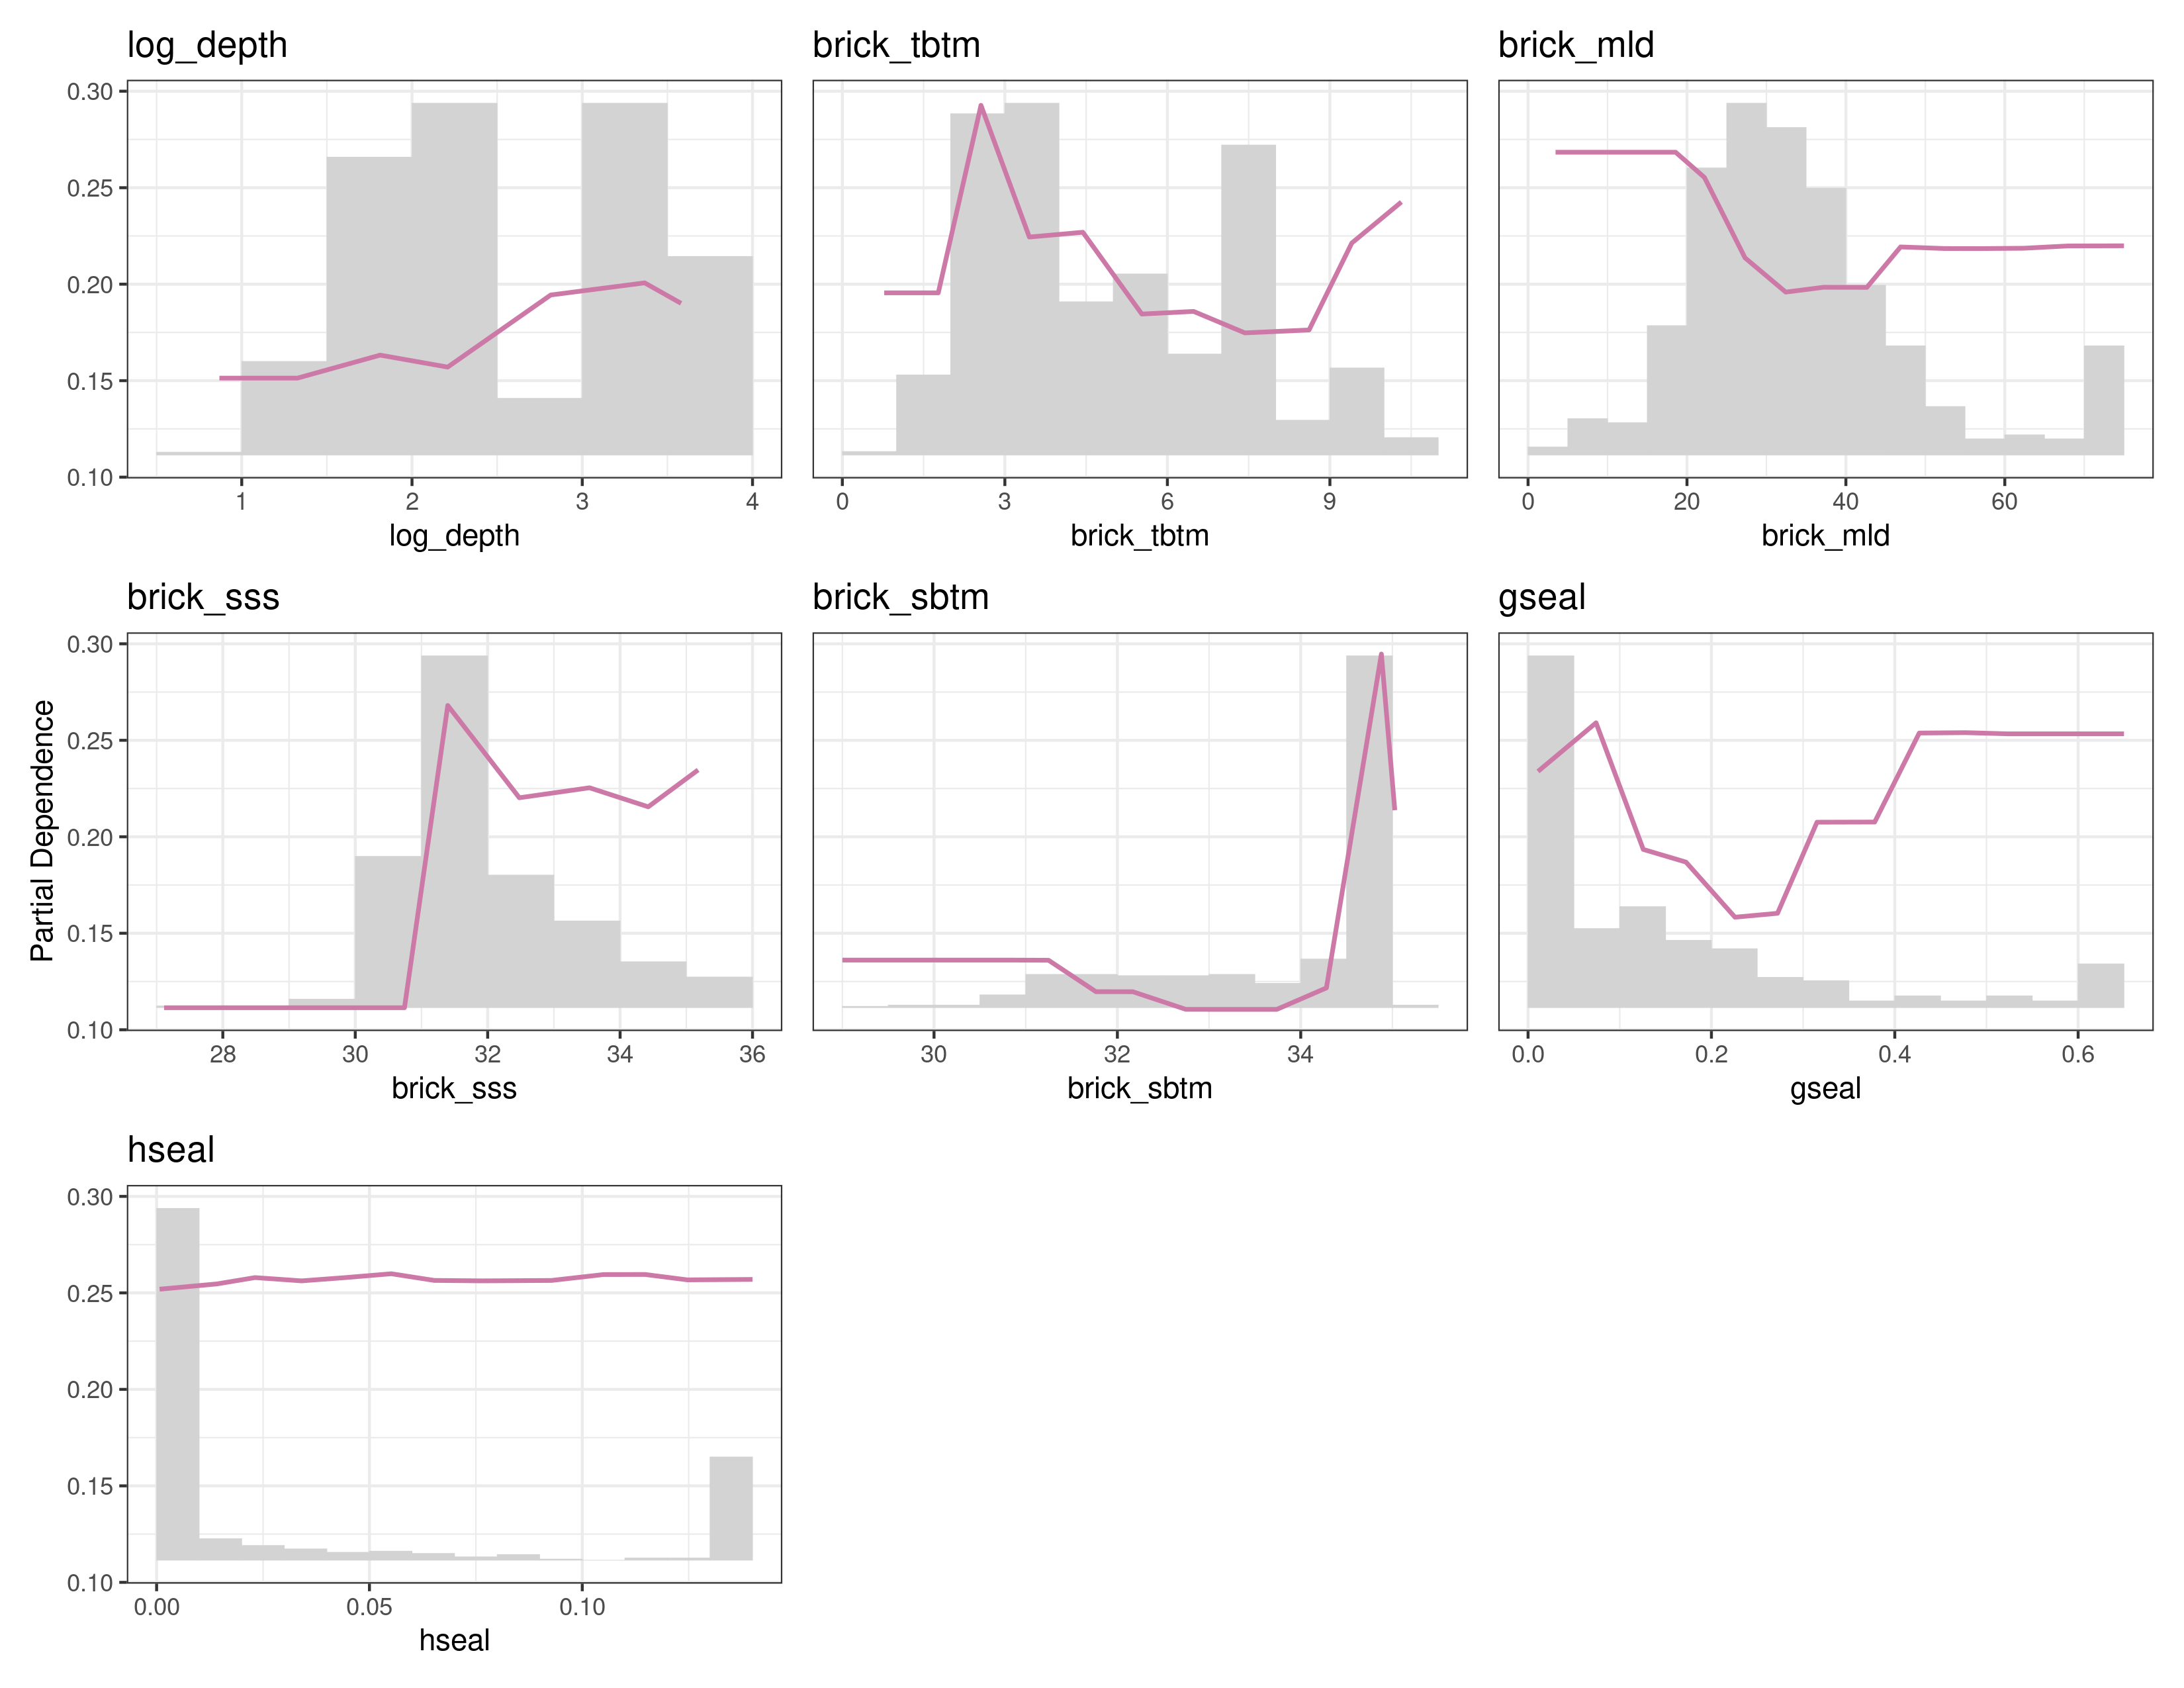 log_depth
brick_tbtm
brick_mld
0.30
0.25
0.20
0.15
0.10
1 2 3 4
0 3 6 9
0 20 40 60
log_depth
brick_tbtm
brick_mld
brick_sss
brick_sbtm
gseal
Partial Dependence
0.30
0.25
0.20
0.15
0.10
28 30 32 34 36
30 32 34
0.0 0.2 0.4 0.6
brick_sss
brick_sbtm
gseal
hseal
0.30
0.25
0.20
0.15
0.10
0.00 0.05 0.10
hseal